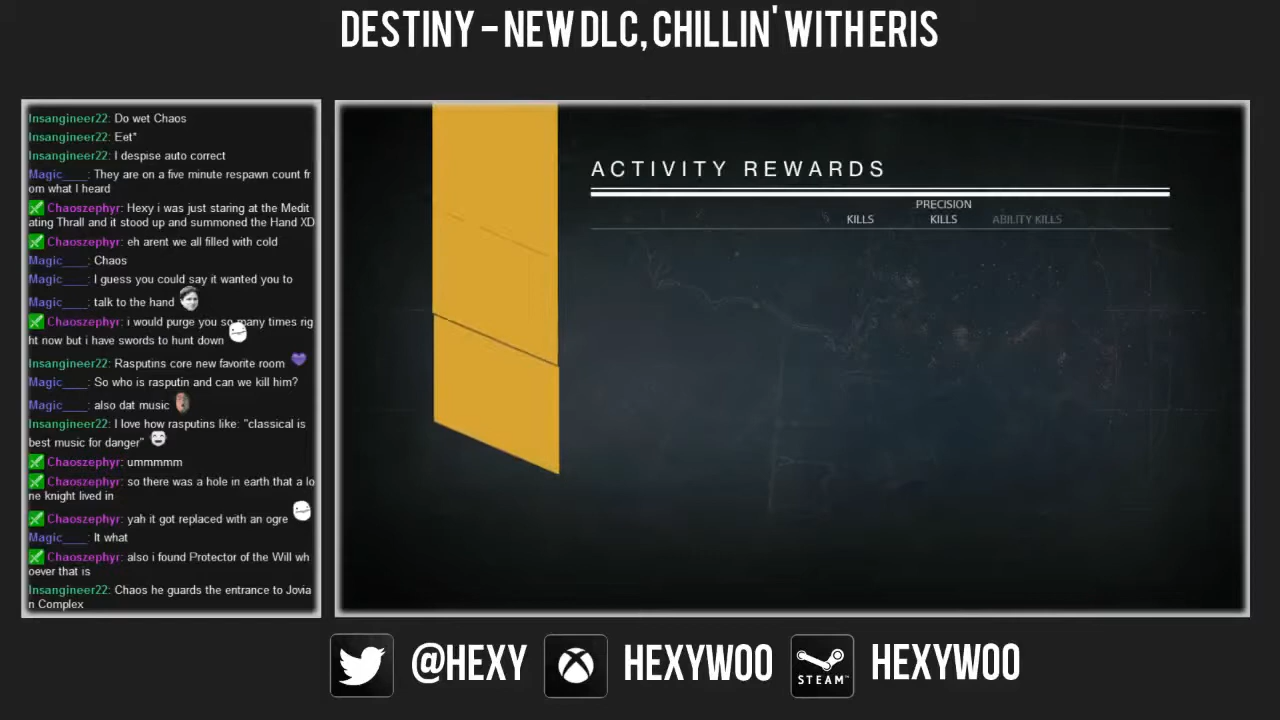 DESTINY - NEW DLC, CHILLIN' WITH ERIS
Insangineer22: Do wet Chaos
Insangineer22: Eet*
Insangineer22: I despise auto correct
Magic____: They are on a five minute respawn count fr
om what I heard
Chaoszephyr: Hexy i was just staring at the Medit
ating Thrall and it stood up and summoned the Hand XD
Chaoszephyr: eh arent we all filled with cold
Magic____: Chaos
Magic____: I guess you could say it wanted you to
Magic____: talk to the hand
Chaoszephyr: i would purge you so many times rig
ht now but i have swords to hunt down
Insangineer22: Rasputins core new favorite room
Magic____: So who is rasputin and can we kill him?
Magic____: also dat music
Insangineer22: I love how rasputins like: "classical is
best music for danger"
Chaoszephyr: ummmmm
Chaoszephyr: so there was a hole in earth that a lo
ne knight lived in
Chaoszephyr: yah it got replaced with an ogre
Magic____: It what
Chaoszephyr: also i found Protector of the Will wh
oever that is
Insangineer22: Chaos he guards the entrance to Jovia
n Complex
ACTIVITY REWARDS
KILLS
PRECISION
KILLS
ABILITY KILLS
@HEXY
HEXYWOO
STEAM™
HEXYWOO